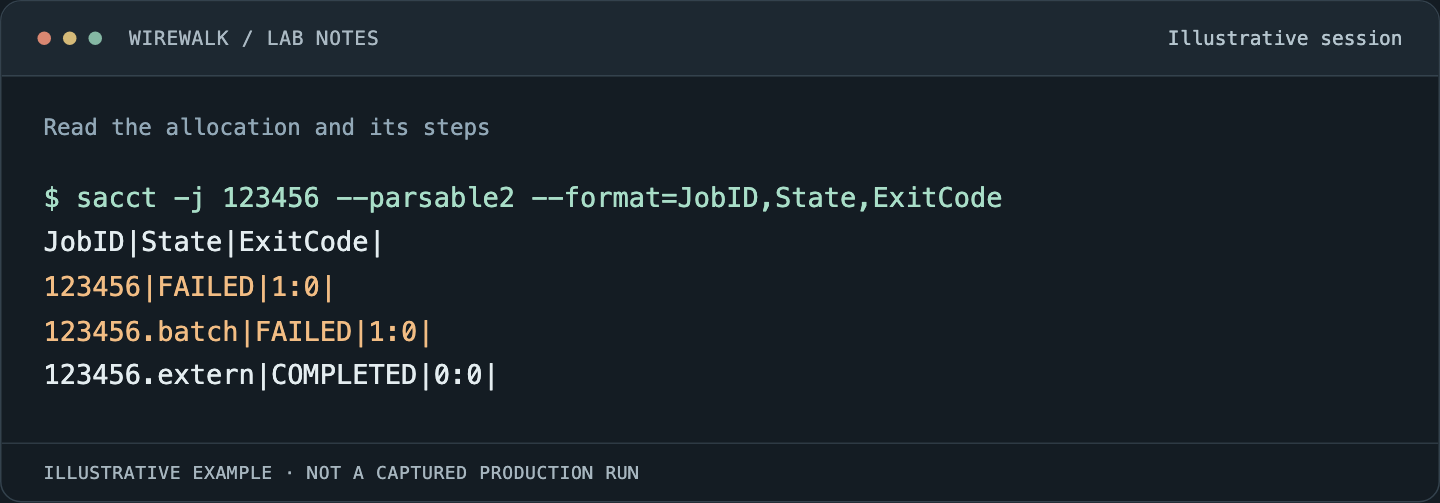 WIREWALK / LAB NOTES
Illustrative session
Read the allocation and its steps
$ sacct -j 123456 --parsable2 --format=JobID,State,ExitCode
JobID|State|ExitCode|
123456|FAILED|1:0|
123456.batch|FAILED|1:0|
123456.extern|COMPLETED|0:0|
ILLUSTRATIVE EXAMPLE · NOT A CAPTURED PRODUCTION RUN